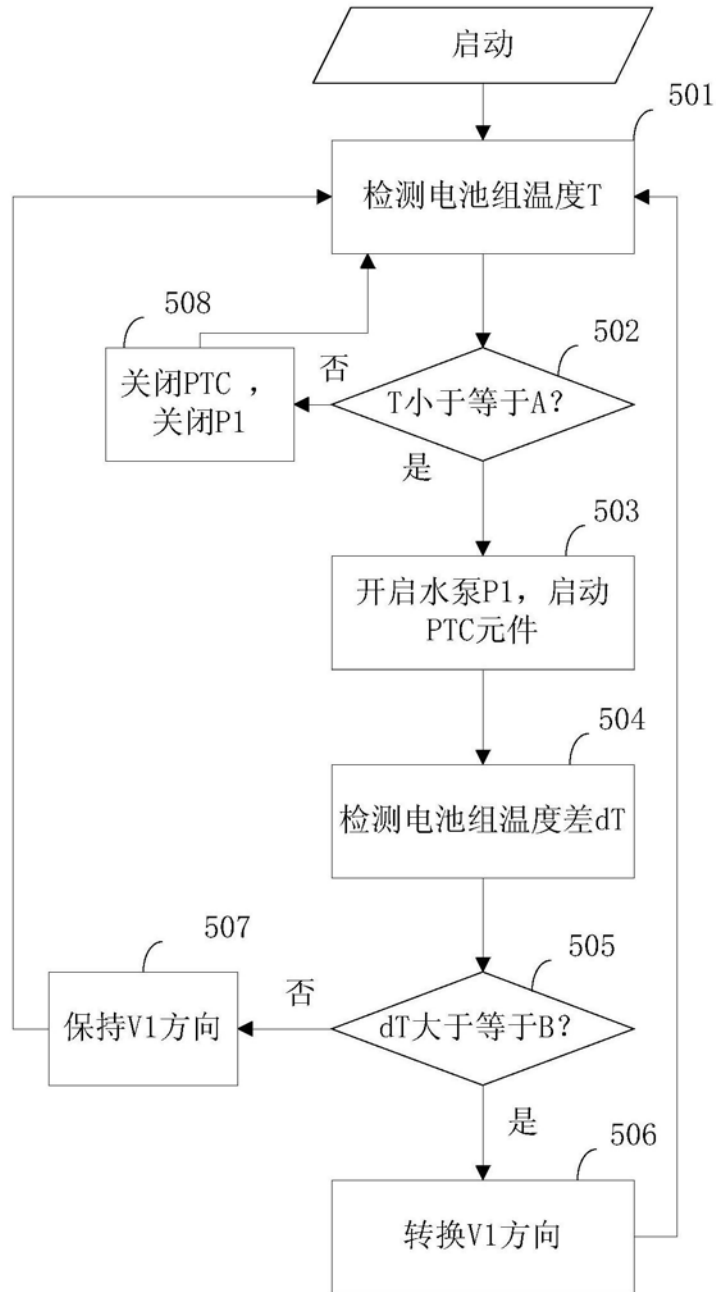 启动
501
检测电池组温度T
508
502
关闭PTC ，
关闭P1
否
T小于等于A？
是
503
开启水泵P1，启动
PTC元件
504
检测电池组温度差dT
507
505
保持V1方向
否
dT大于等于B？
是
506
转换V1方向